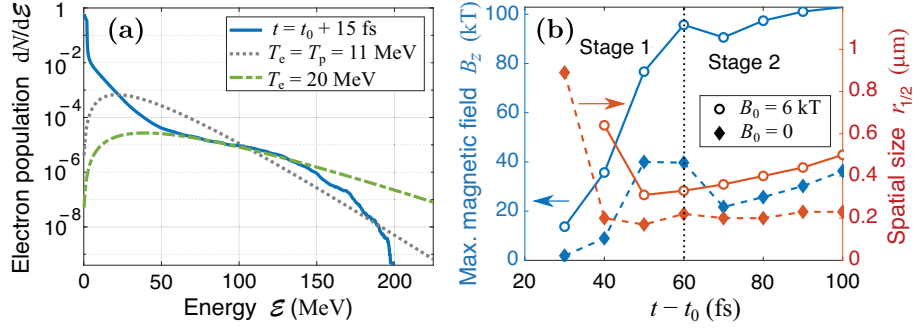 (a)
t = t₀ + 15 fs
Tₑ = Tₚ = 11 MeV
Tₑ = 20 MeV
Electron population dN/dℰ
1
10⁻²
10⁻⁴
10⁻⁶
10⁻⁸
0 50 100 150 200
Energy ℰ (MeV)
(b)
Stage 1
Stage 2
B₀ = 6 kT
B₀ = 0
Max. magnetic field B_z (kT)
100
80
60
40
20
0
Spatial size r₁/₂ (μm)
1
0.8
0.6
0.4
0.2
0
20 40 60 80 100
t − t₀ (fs)